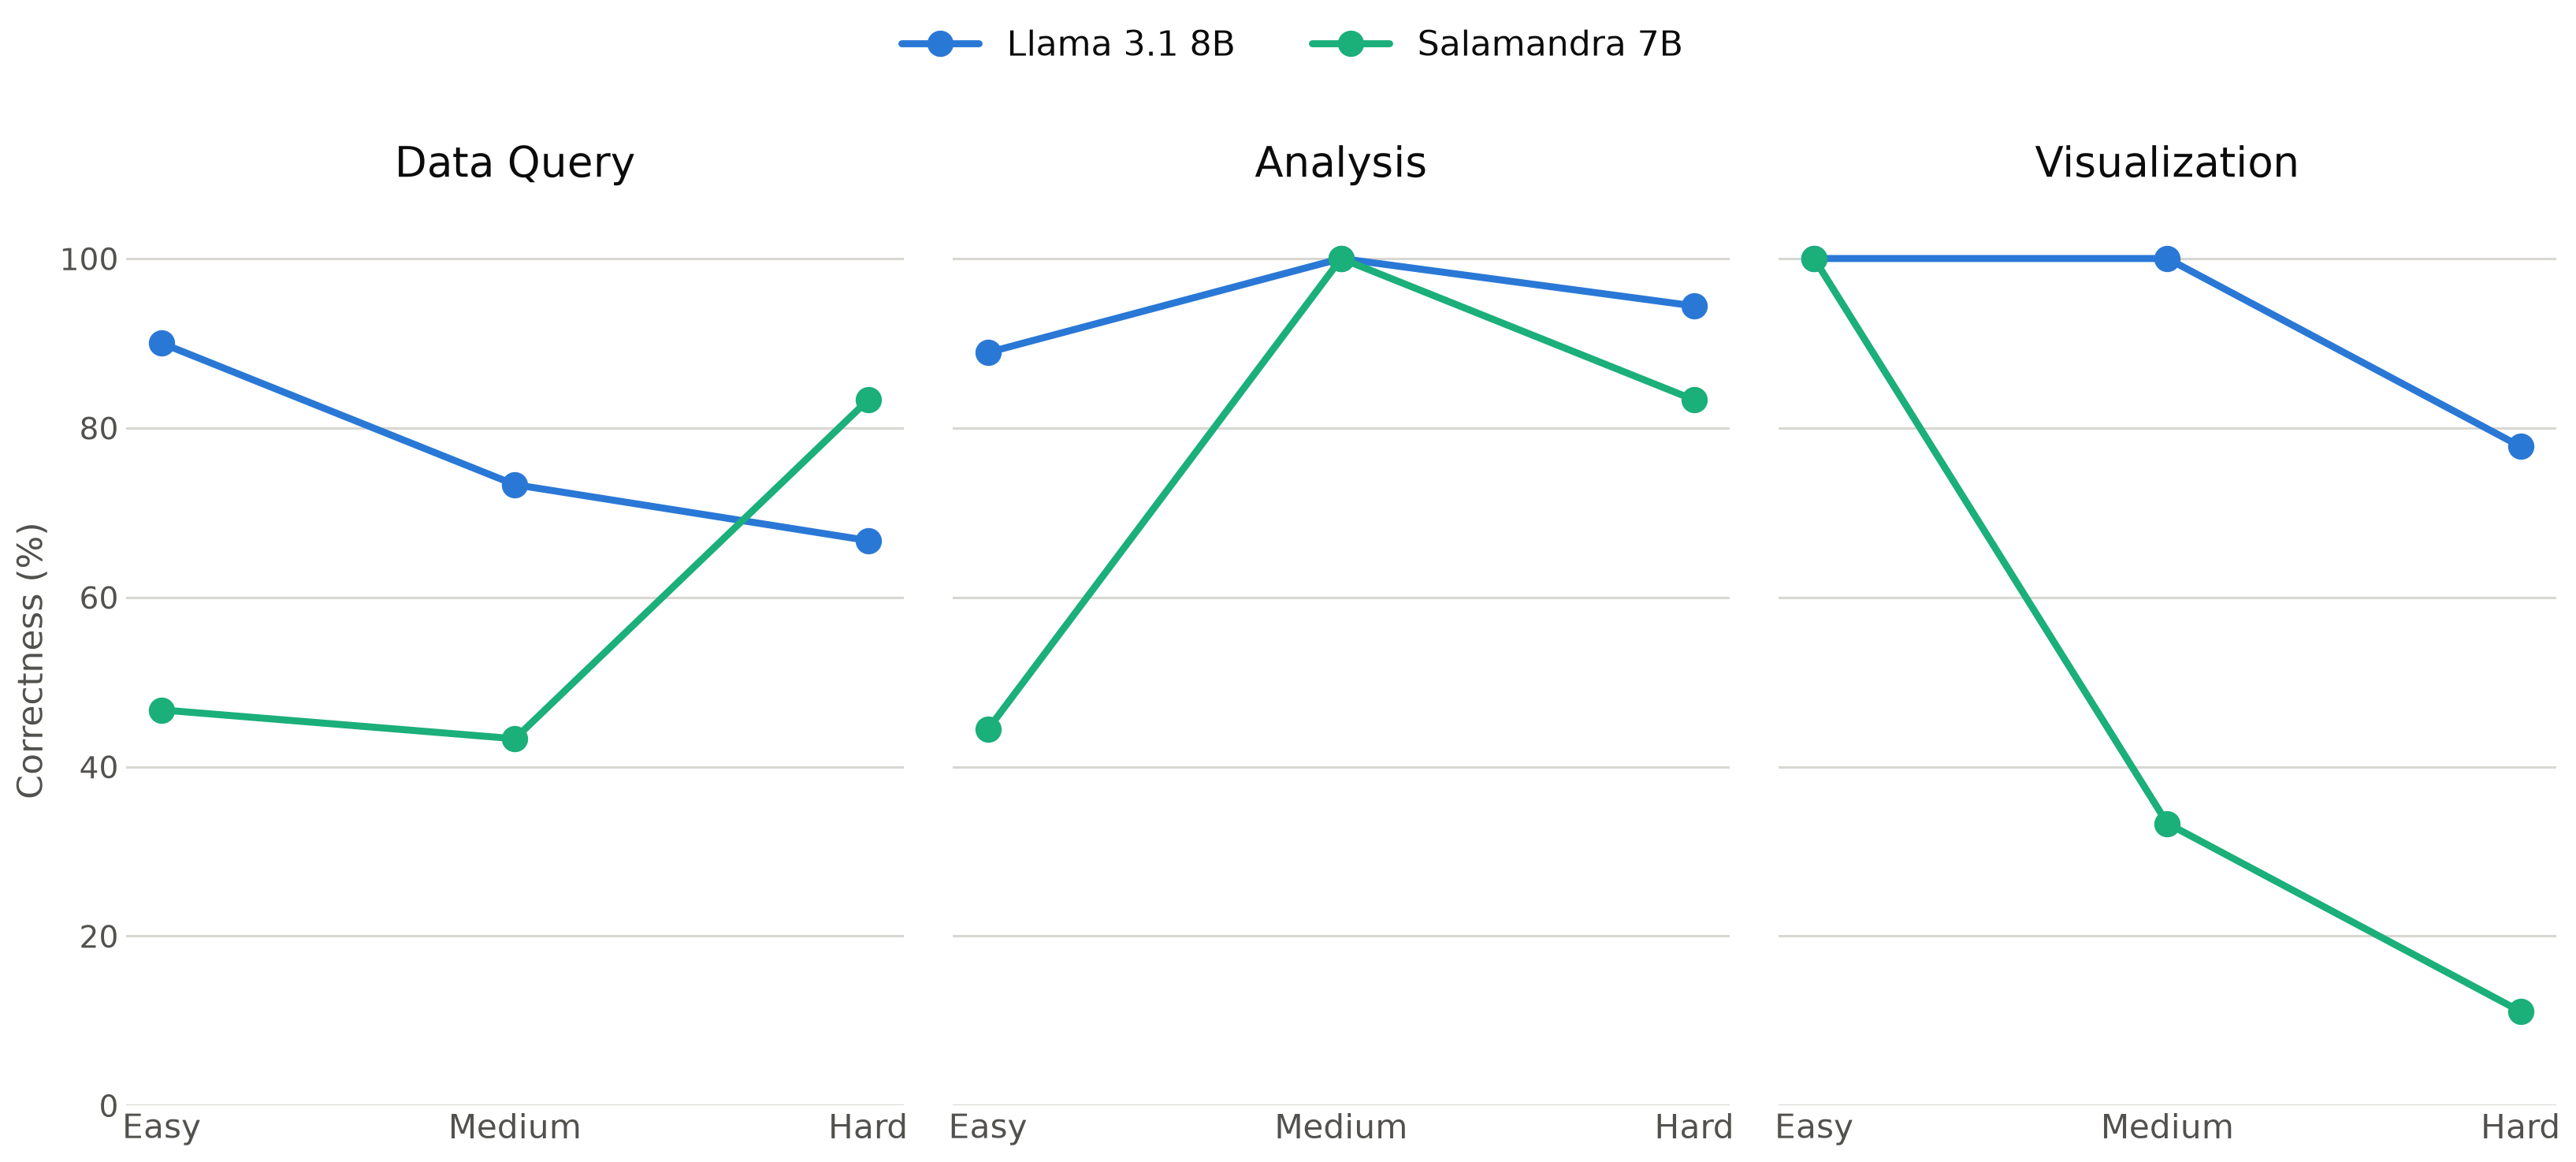 Llama 3.1 8B
Salamandra 7B
Data Query
Analysis
Visualization
Correctness (%)
100
80
60
40
20
0
Easy
Medium
Hard
Easy
Medium
Hard
Easy
Medium
Hard